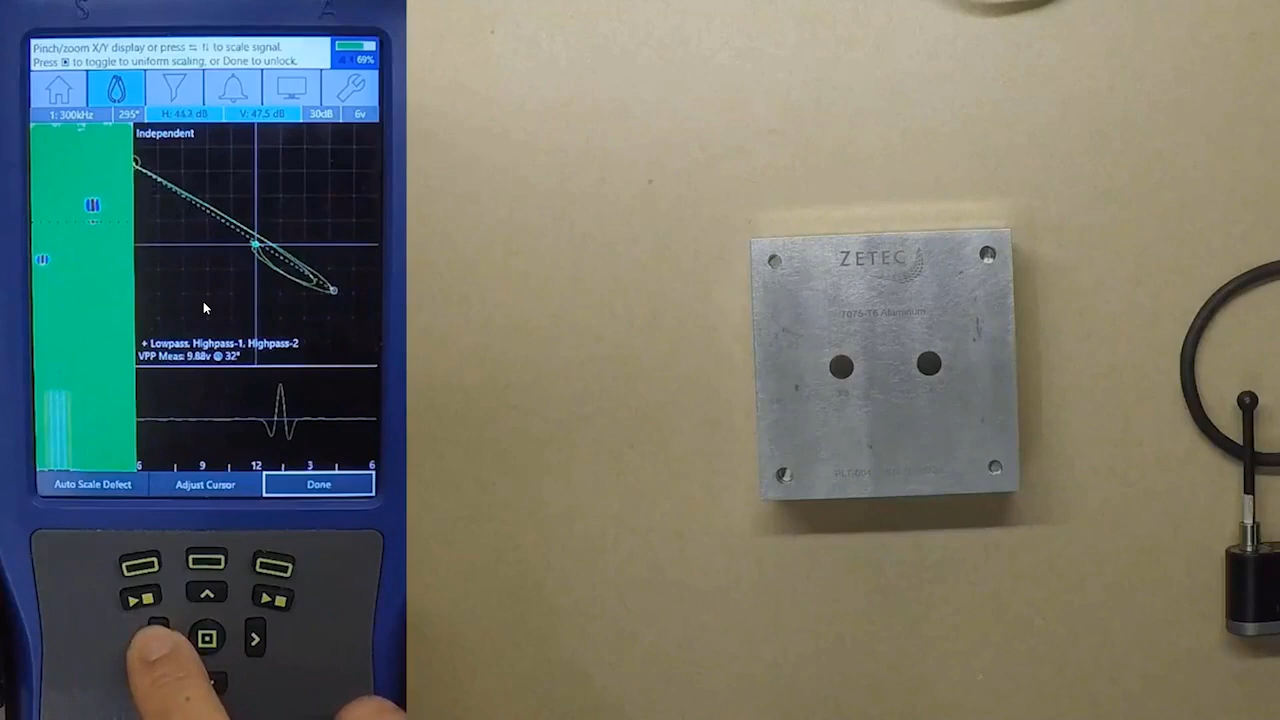 S A
Pinch/zoom X/Y display or press ⇆ ⇅ to scale signal.
Press ▣ to toggle to uniform scaling, or Done to unlock.
69%
1: 300kHz 295° H: 44.2 dB V: 47.5 dB 30dB 6v
Independent
+ Lowpass, Highpass-1, Highpass-2
VPP Meas: 9.88v @ 32°
6 9 12 3 6
Auto Scale Defect Adjust Cursor Done
ZETEC
7075-T6 Aluminum